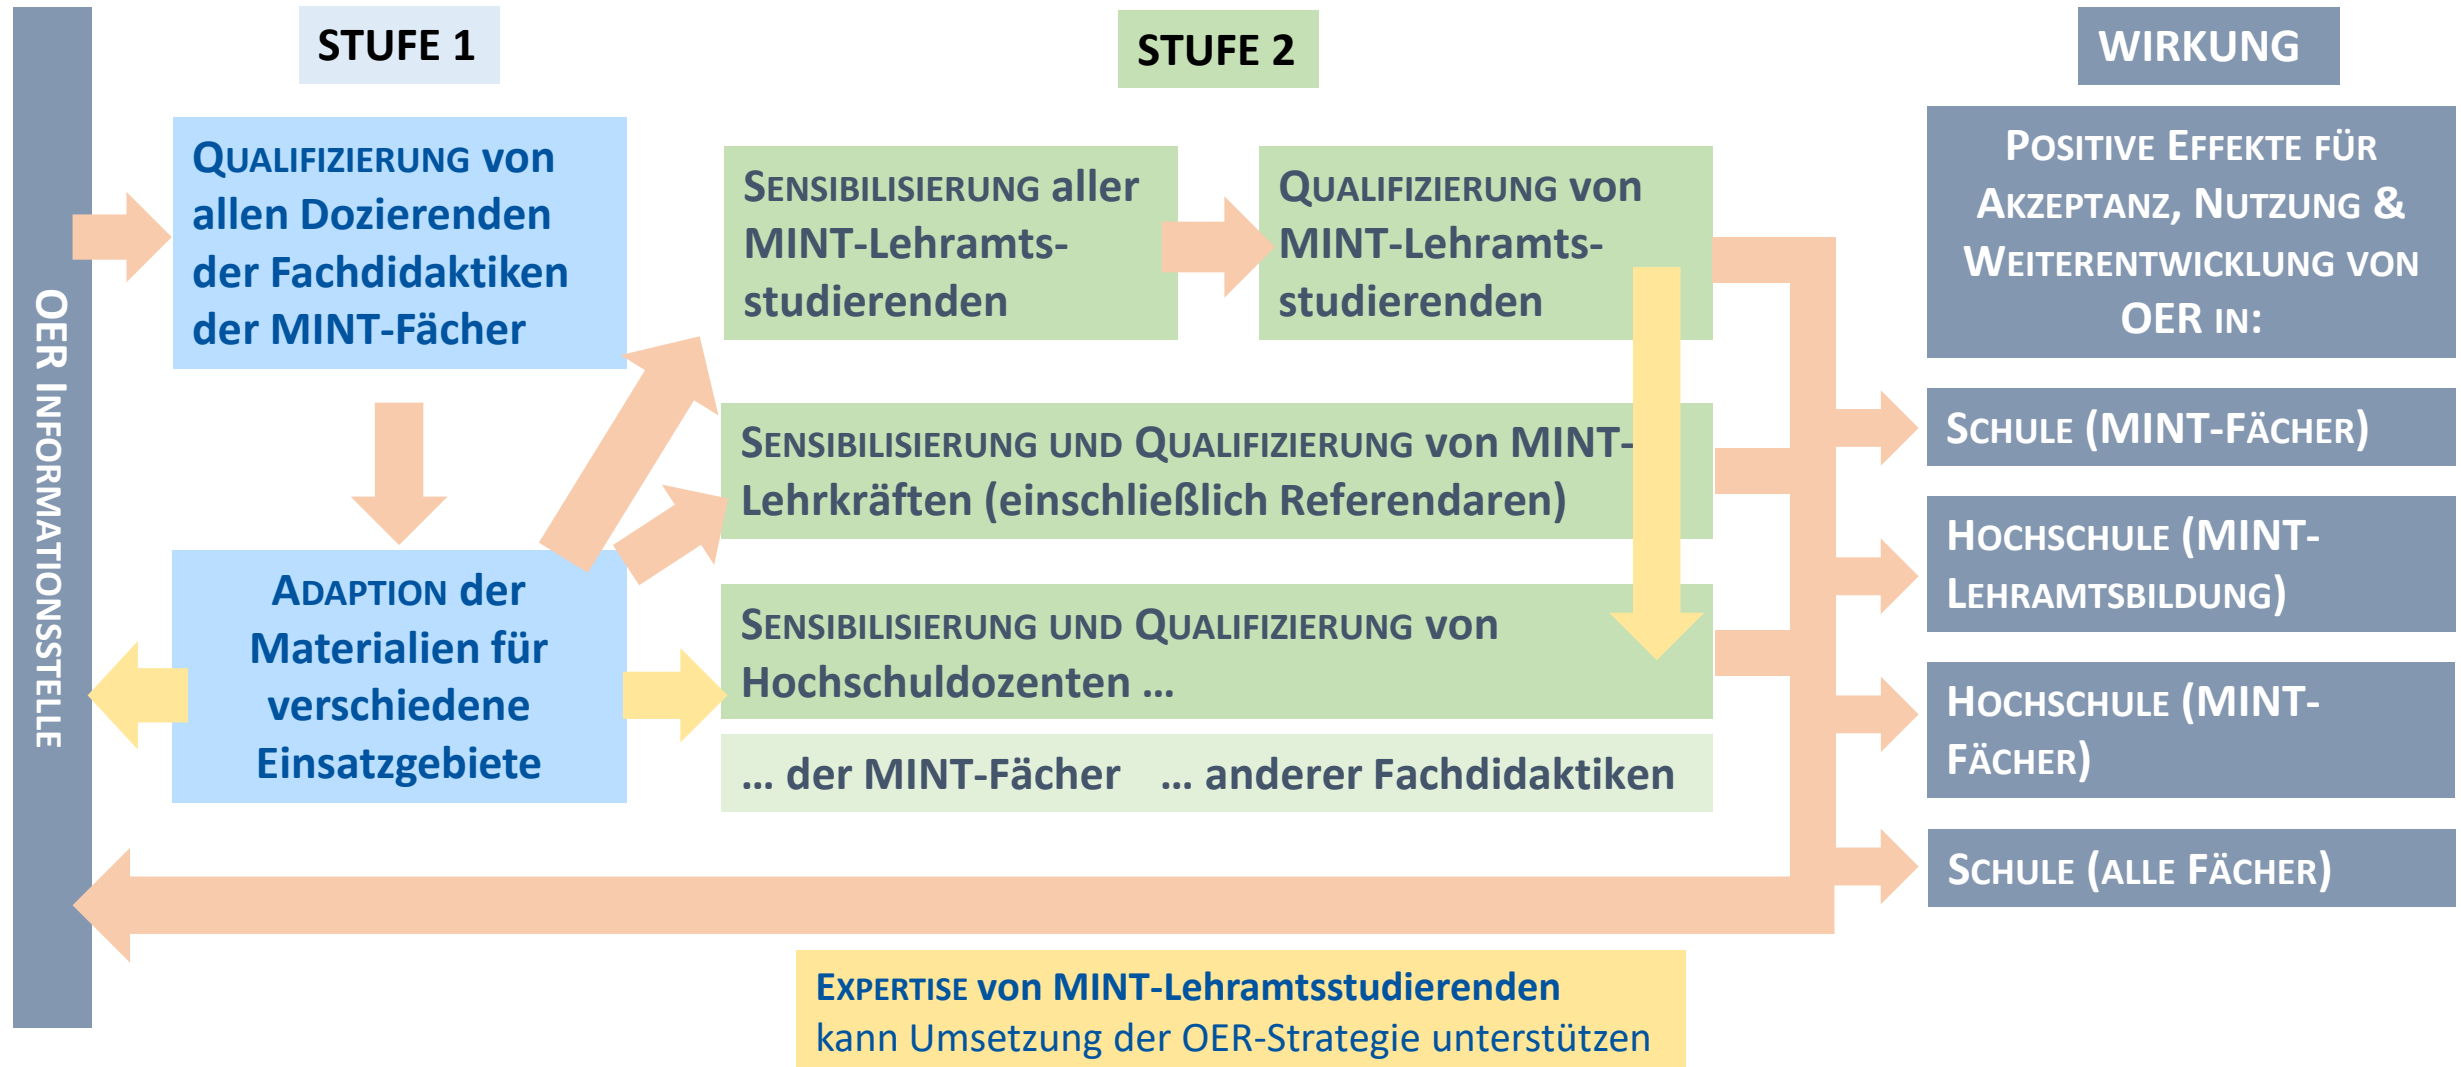 OER INFORMATIONSSTELLE
STUFE 1
QUALIFIZIERUNG von
allen Dozierenden
der Fachdidaktiken
der MINT-Fächer
ADAPTION der
Materialien für
verschiedene
Einsatzgebiete
STUFE 2
SENSIBILISIERUNG aller
MINT-Lehramts-
studierenden
QUALIFIZIERUNG von
MINT-Lehramts-
studierenden
SENSIBILISIERUNG UND QUALIFIZIERUNG von MINT-
Lehrkräften (einschließlich Referendaren)
SENSIBILISIERUNG UND QUALIFIZIERUNG von
Hochschuldozenten ...
... der MINT-Fächer ... anderer Fachdidaktiken
WIRKUNG
POSITIVE EFFEKTE FÜR
AKZEPTANZ, NUTZUNG &
WEITERENTWICKLUNG VON
OER IN:
SCHULE (MINT-FÄCHER)
HOCHSCHULE (MINT-
LEHRAMTSBILDUNG)
HOCHSCHULE (MINT-
FÄCHER)
SCHULE (ALLE FÄCHER)
EXPERTISE von MINT-Lehramtsstudierenden
kann Umsetzung der OER-Strategie unterstützen